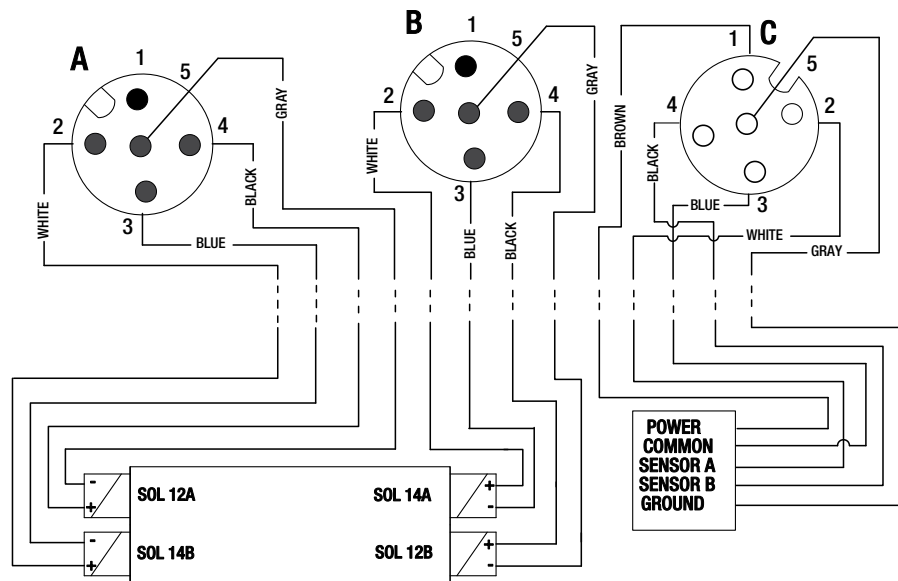 A
1
5
2
4
3
WHITE
BLUE
BLACK
GRAY
B
1
5
2
4
3
WHITE
BLUE
BLACK
GRAY
C
1
5
4
2
3
BROWN
BLACK
BLUE
WHITE
GRAY
-
SOL 12A
+
-
SOL 14B
+
SOL 14A
+
-
SOL 12B
+
-
POWER
COMMON
SENSOR A
SENSOR B
GROUND